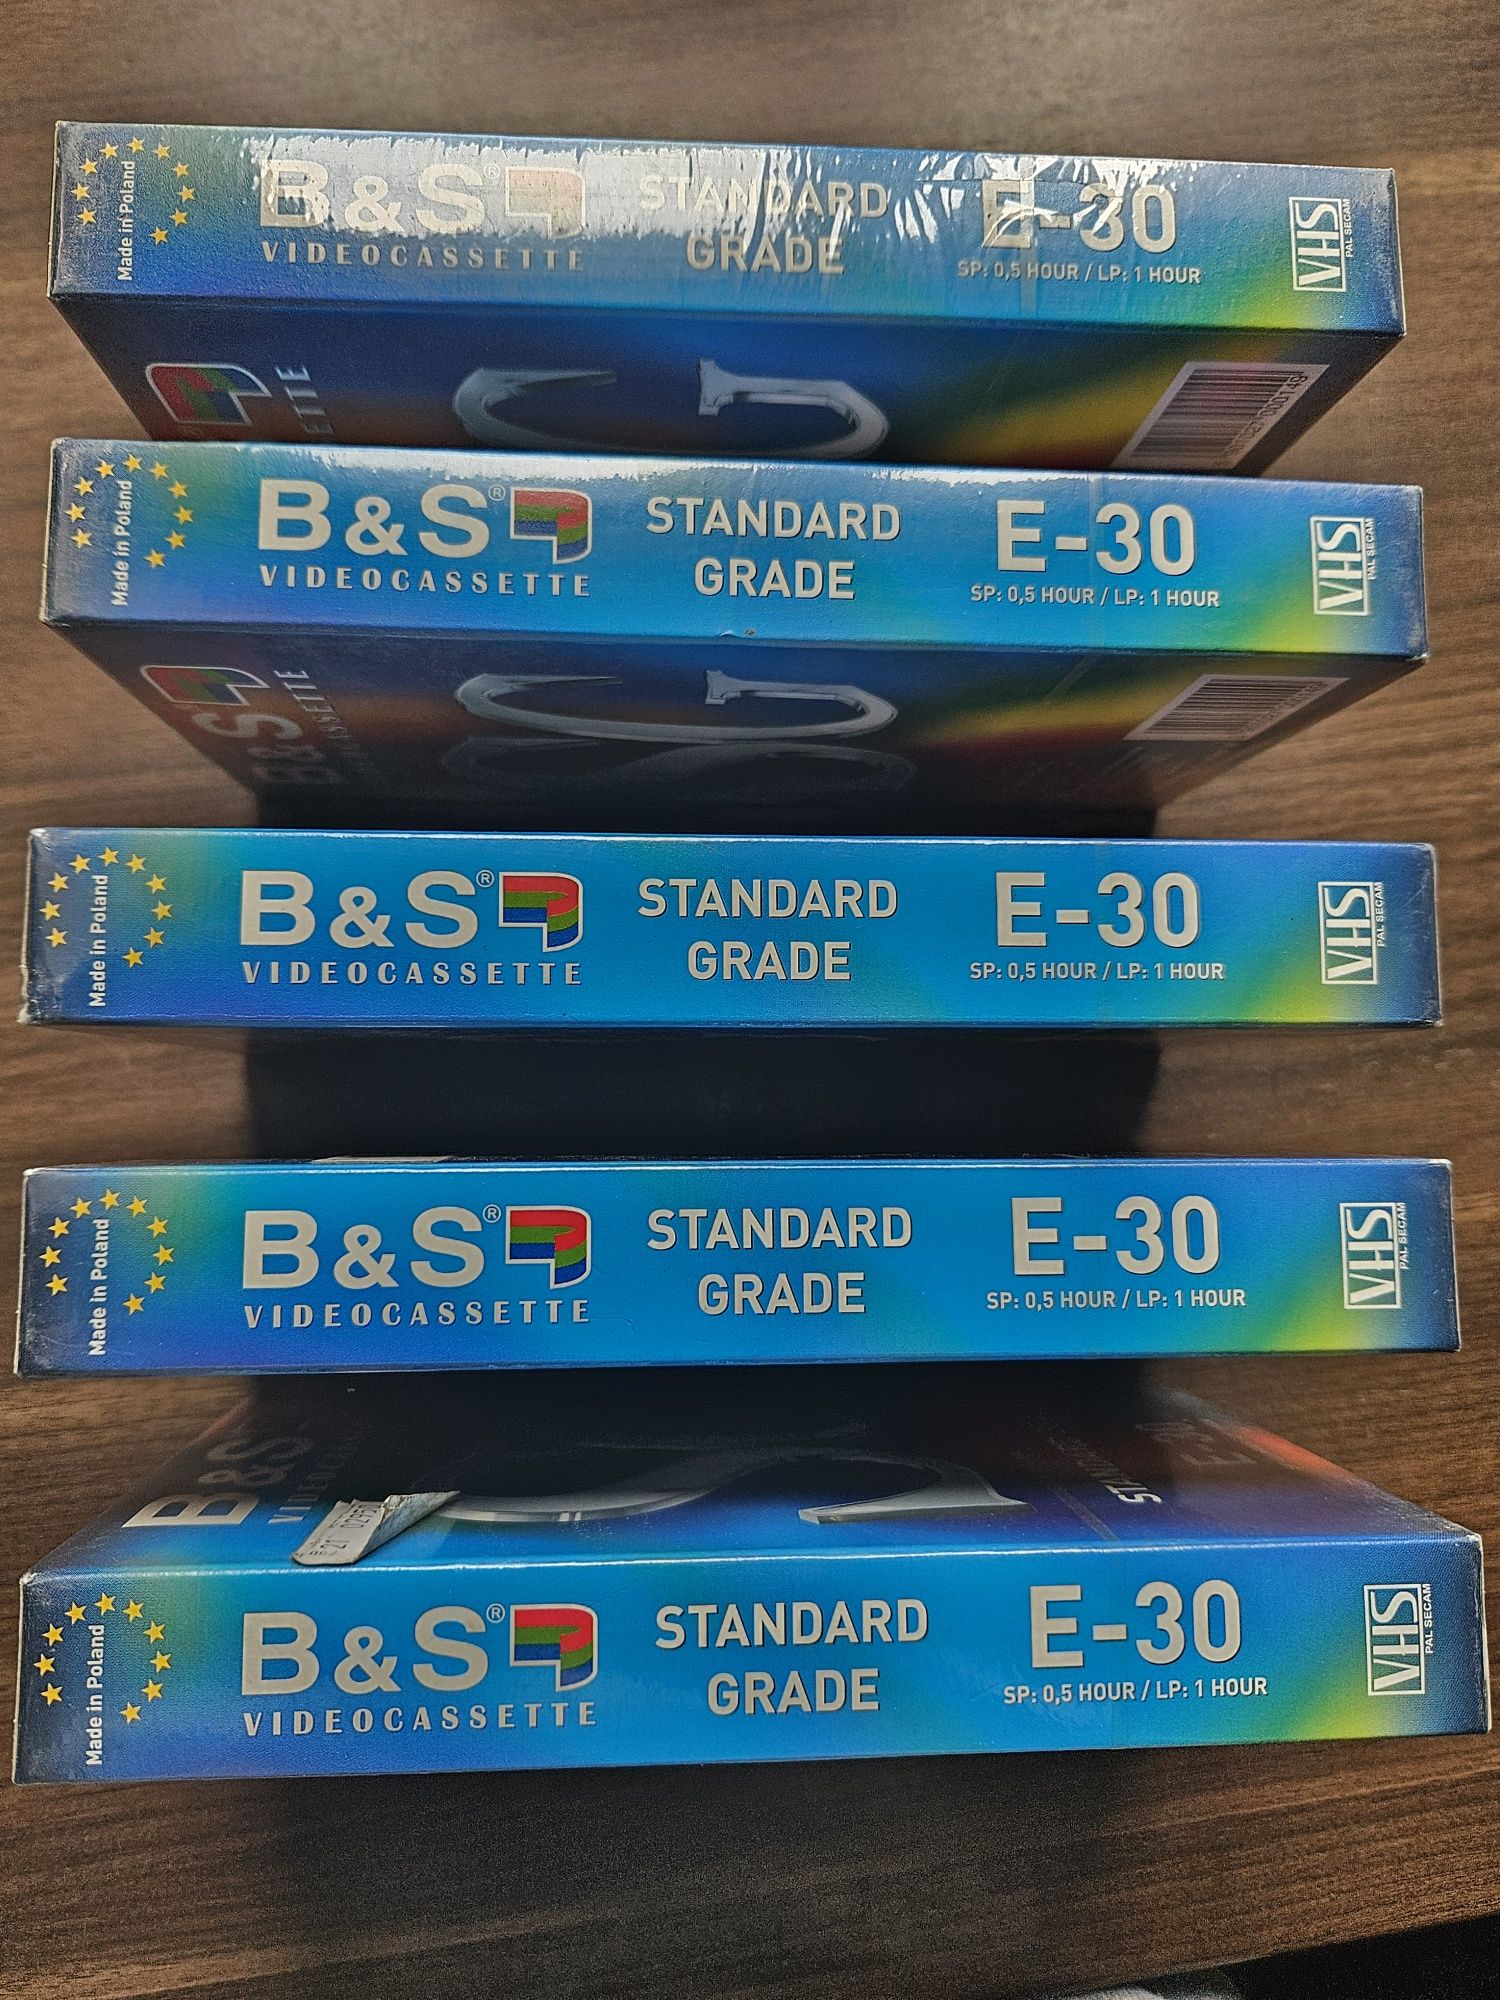 Made in Poland
B&S®
VIDEOCASSETTE
STANDARD
GRADE
E-30
SP: 0,5 HOUR / LP: 1 HOUR
VHS
PAL SECAM
ETTE
Made in Poland
B&S®
VIDEOCASSETTE
STANDARD
GRADE
E-30
SP: 0,5 HOUR / LP: 1 HOUR
VHS
PAL SECAM
B&S
Made in Poland
B&S®
VIDEOCASSETTE
STANDARD
GRADE
E-30
SP: 0,5 HOUR / LP: 1 HOUR
VHS
PAL SECAM
Made in Poland
B&S®
VIDEOCASSETTE
STANDARD
GRADE
E-30
SP: 0,5 HOUR / LP: 1 HOUR
VHS
PAL SECAM
B&S
Made in Poland
B&S®
VIDEOCASSETTE
STANDARD
GRADE
E-30
SP: 0,5 HOUR / LP: 1 HOUR
VHS
PAL SECAM